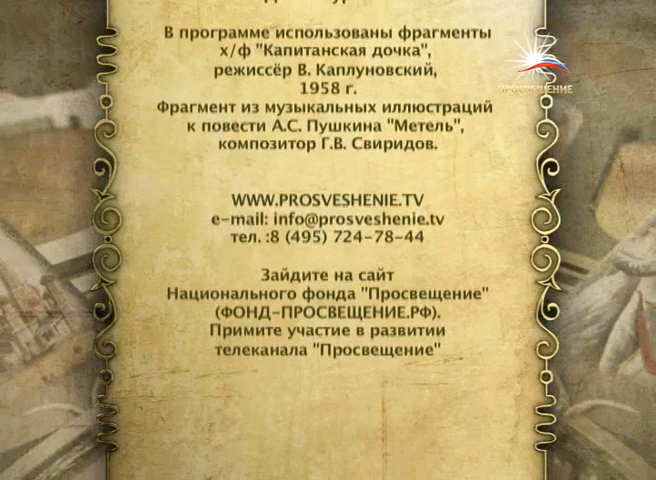 В программе использованы фрагменты
х/ф "Капитанская дочка",
режиссёр В. Каплуновский,
1958 г.
Фрагмент из музыкальных иллюстраций
к повести А.С. Пушкина "Метель",
композитор Г.В. Свиридов.
WWW.PROSVESHENIE.TV
e-mail: info@prosveshenie.tv
тел. :8 (495) 724-78-44
Зайдите на сайт
Национального фонда "Просвещение"
(ФОНД-ПРОСВЕЩЕНИЕ.РФ).
Примите участие в развитии
телеканала "Просвещение"
ПРОСВЕЩЕНИЕ